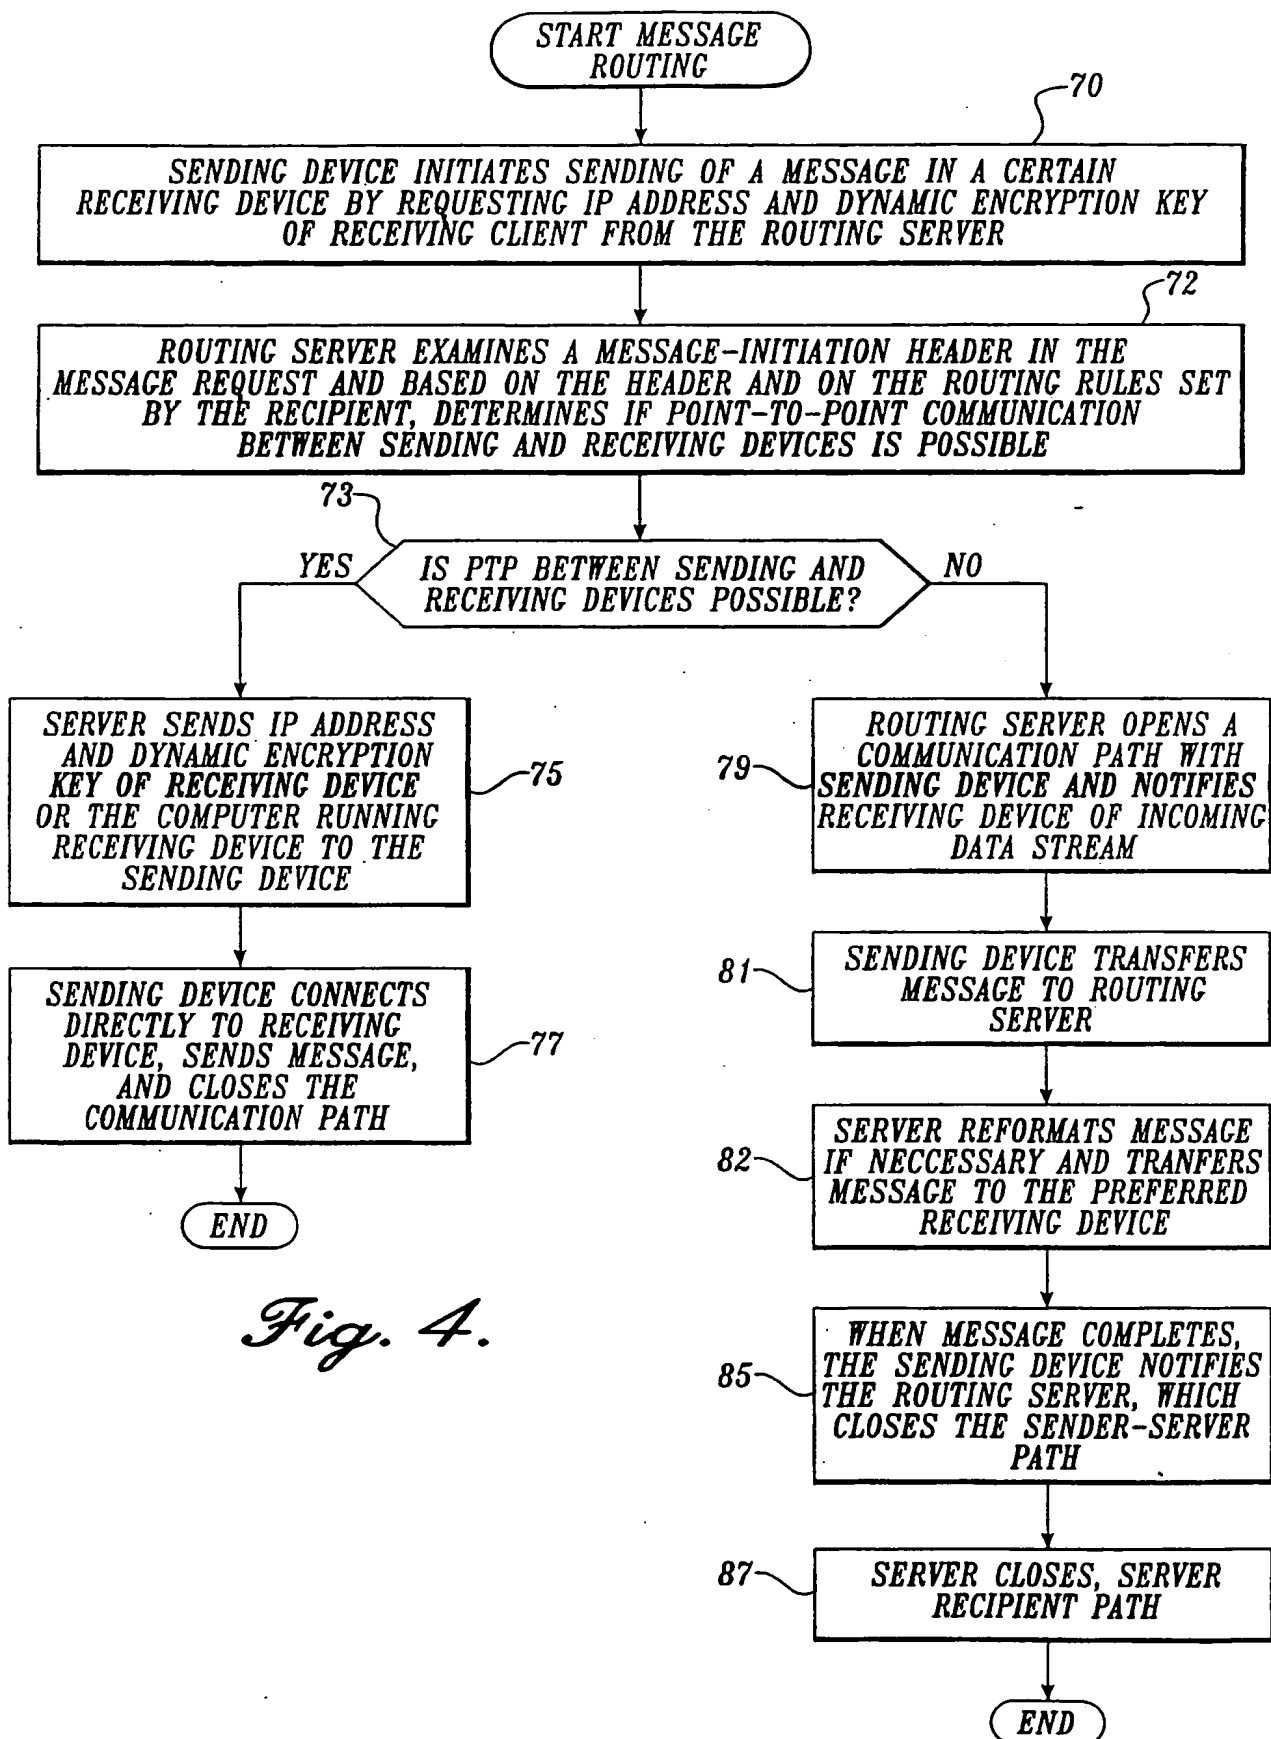 START MESSAGE
ROUTING
70
SENDING DEVICE INITIATES SENDING OF A MESSAGE IN A CERTAIN
RECEIVING DEVICE BY REQUESTING IP ADDRESS AND DYNAMIC ENCRYPTION KEY
OF RECEIVING CLIENT FROM THE ROUTING SERVER
72
ROUTING SERVER EXAMINES A MESSAGE-INITIATION HEADER IN THE
MESSAGE REQUEST AND BASED ON THE HEADER AND ON THE ROUTING RULES SET
BY THE RECIPIENT, DETERMINES IF POINT-TO-POINT COMMUNICATION
BETWEEN SENDING AND RECEIVING DEVICES IS POSSIBLE
73
YES
IS PTP BETWEEN SENDING AND
RECEIVING DEVICES POSSIBLE?
NO
SERVER SENDS IP ADDRESS
AND DYNAMIC ENCRYPTION
KEY OF RECEIVING DEVICE
OR THE COMPUTER RUNNING
RECEIVING DEVICE TO THE
SENDING DEVICE
75
SENDING DEVICE CONNECTS
DIRECTLY TO RECEIVING
DEVICE, SENDS MESSAGE,
AND CLOSES THE
COMMUNICATION PATH
77
END
79
ROUTING SERVER OPENS A
COMMUNICATION PATH WITH
SENDING DEVICE AND NOTIFIES
RECEIVING DEVICE OF INCOMING
DATA STREAM
81
SENDING DEVICE TRANSFERS
MESSAGE TO ROUTING
SERVER
82
SERVER REFORMATS MESSAGE
IF NECCESSARY AND TRANFERS
MESSAGE TO THE PREFERRED
RECEIVING DEVICE
85
WHEN MESSAGE COMPLETES,
THE SENDING DEVICE NOTIFIES
THE ROUTING SERVER, WHICH
CLOSES THE SENDER-SERVER
PATH
87
SERVER CLOSES, SERVER
RECIPIENT PATH
END
Fig. 4.